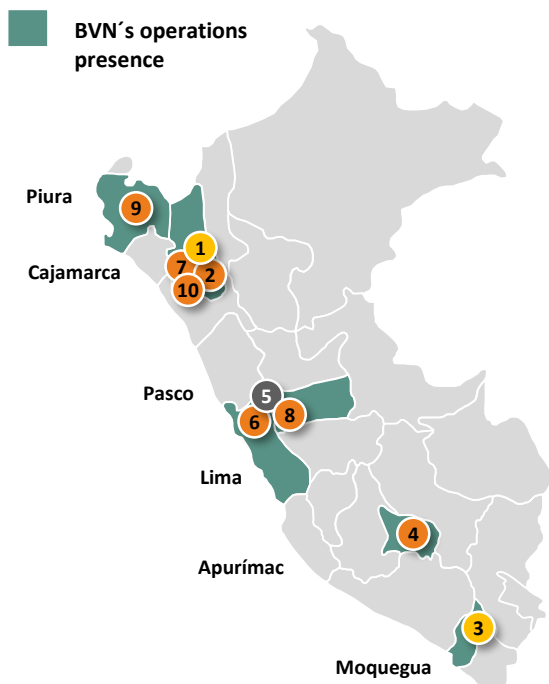 BVN´s operations
presence
Piura
9
1
Cajamarca
7
2
10
Pasco
5
6
8
Lima
4
Apurímac
3
Moquegua